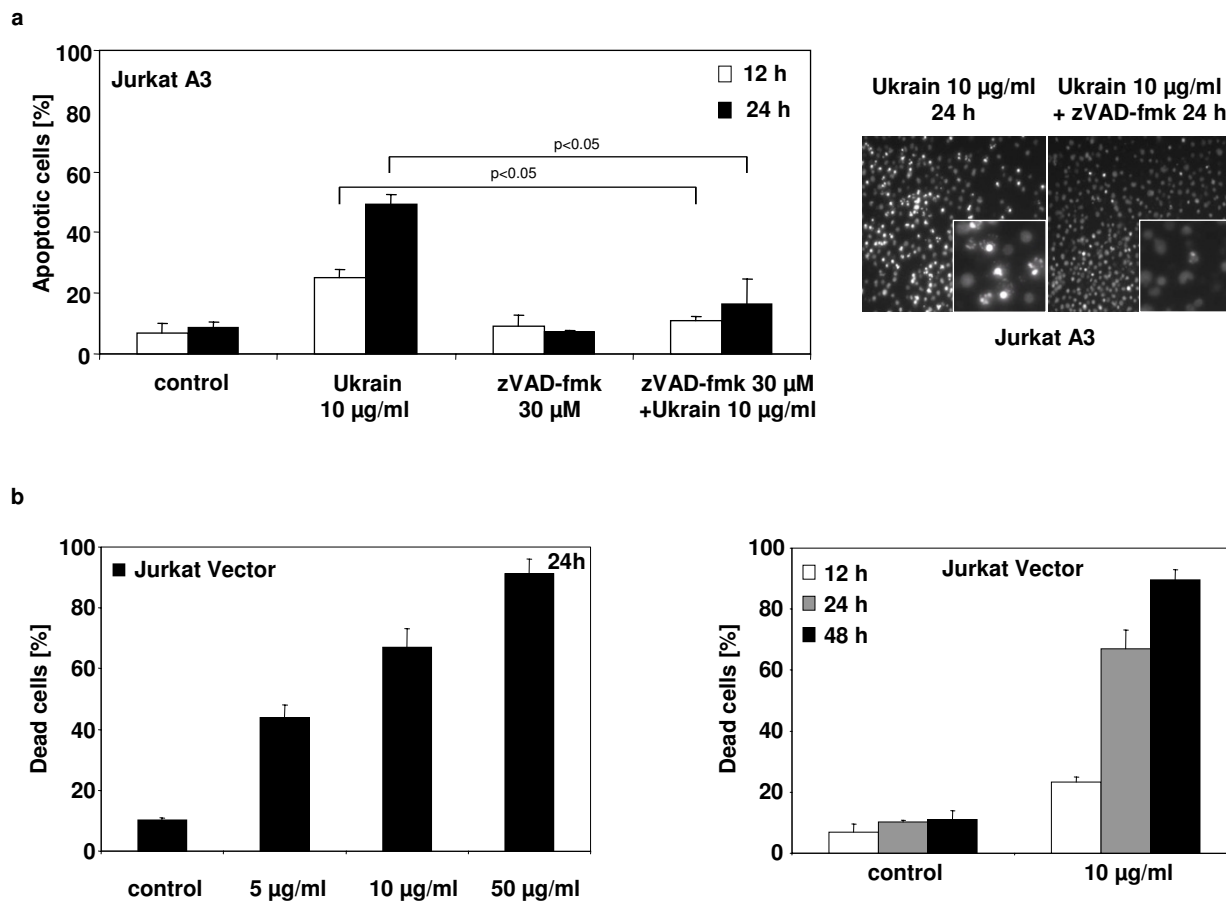 a
100
80
60
40
20
0
Apoptotic cells [%]
Jurkat A3
12 h
24 h
p<0.05
p<0.05
control
Ukrain
10 µg/ml
zVAD-fmk
30 µM
zVAD-fmk 30 µM
+Ukrain 10 µg/ml
Ukrain 10 µg/ml
24 h
Ukrain 10 µg/ml
+ zVAD-fmk 24 h
Jurkat A3
b
100
80
60
40
20
0
Dead cells [%]
Jurkat Vector
24h
control
5 µg/ml
10 µg/ml
50 µg/ml
100
80
60
40
20
0
Dead cells [%]
12 h
24 h
48 h
Jurkat Vector
control
10 µg/ml